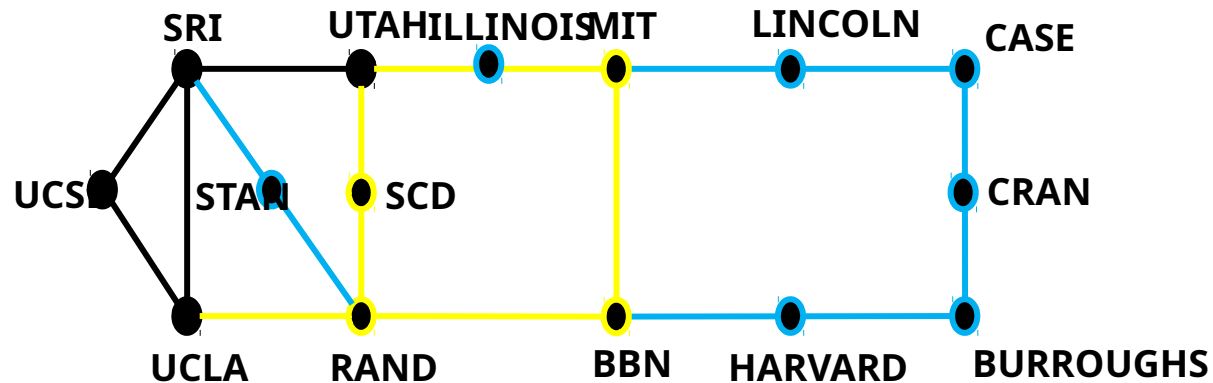 SRI
UTAH
ILLINOIS
MIT
LINCOLN
CASE
STAN
SCD
CRAN
UCLA
RAND
BBN
HARVARD
BURROUGHS